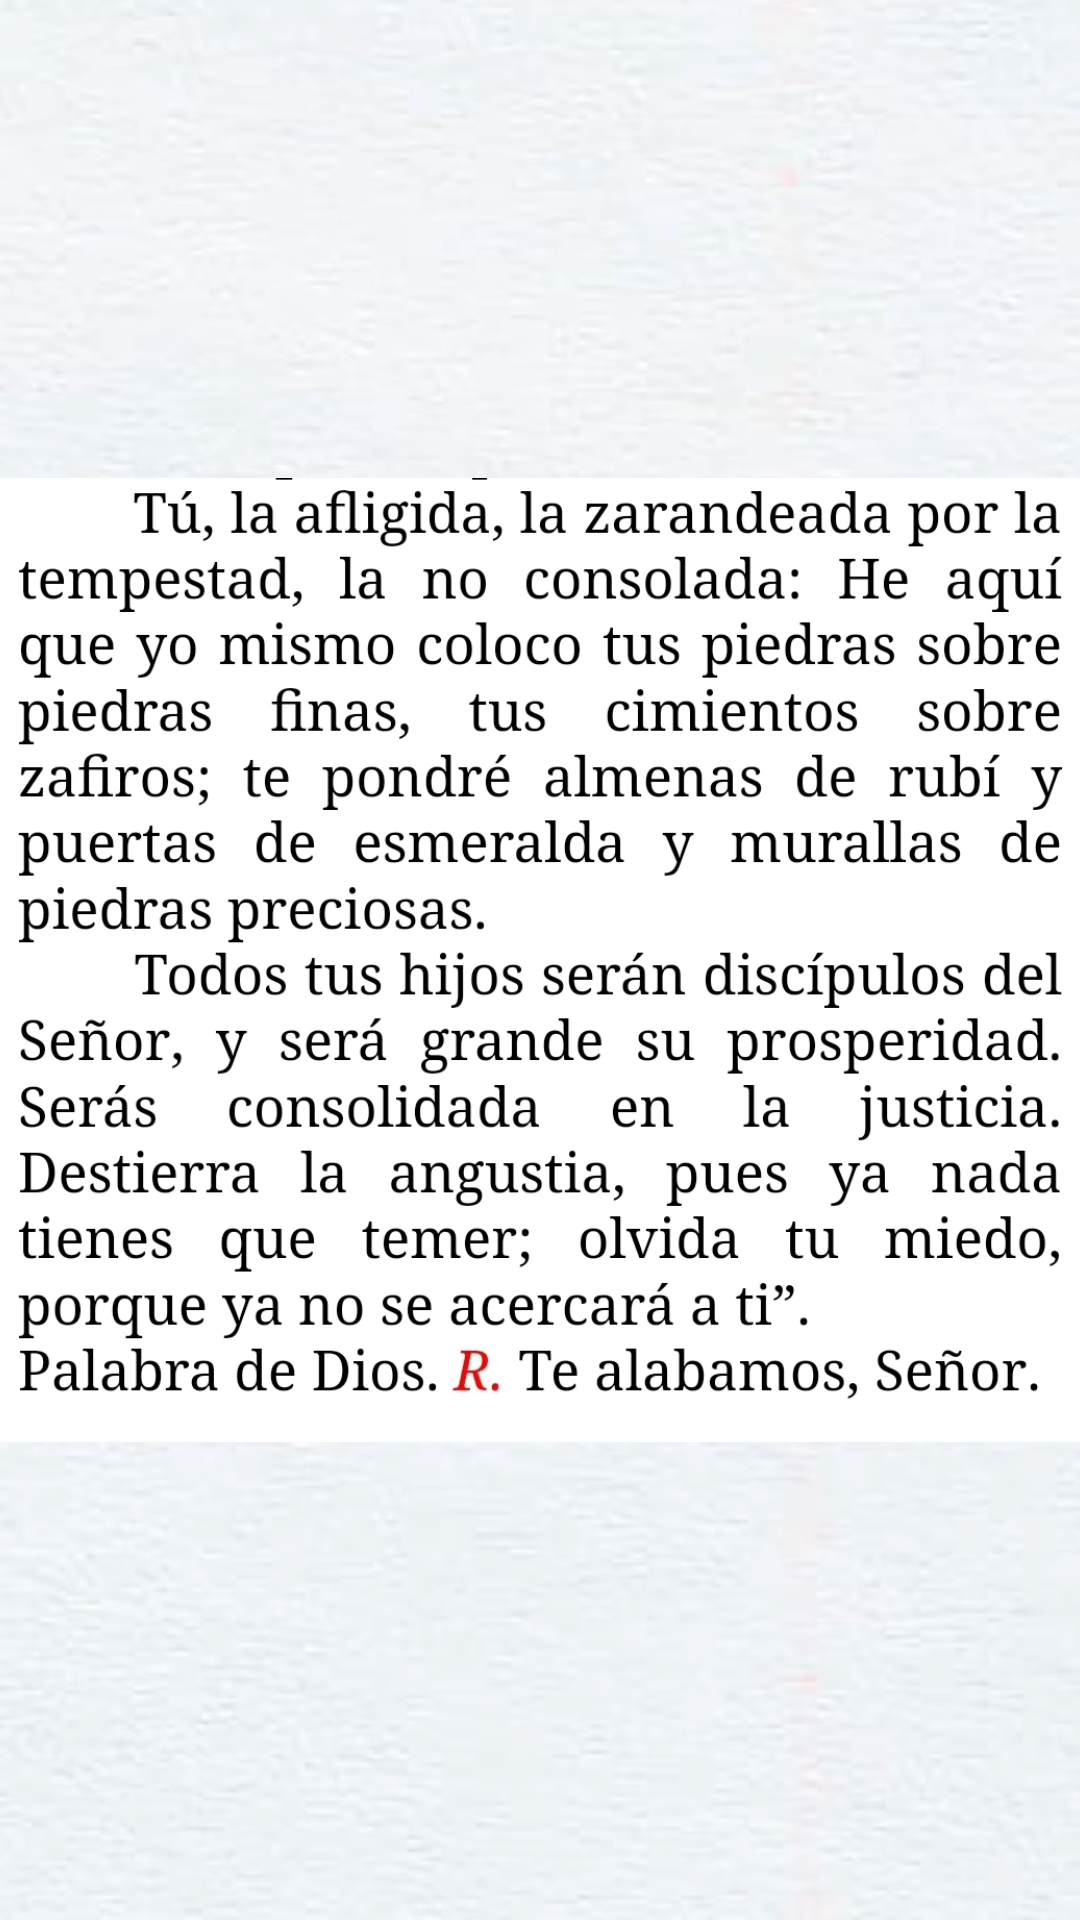 Tú, la afligida, la zarandeada por la
tempestad, la no consolada: He aquí
que yo mismo coloco tus piedras sobre
piedras finas, tus cimientos sobre
zafiros; te pondré almenas de rubí y
puertas de esmeralda y murallas de
piedras preciosas.
Todos tus hijos serán discípulos del
Señor, y será grande su prosperidad.
Serás consolidada en la justicia.
Destierra la angustia, pues ya nada
tienes que temer; olvida tu miedo,
porque ya no se acercará a ti”.
Palabra de Dios. R. Te alabamos, Señor.